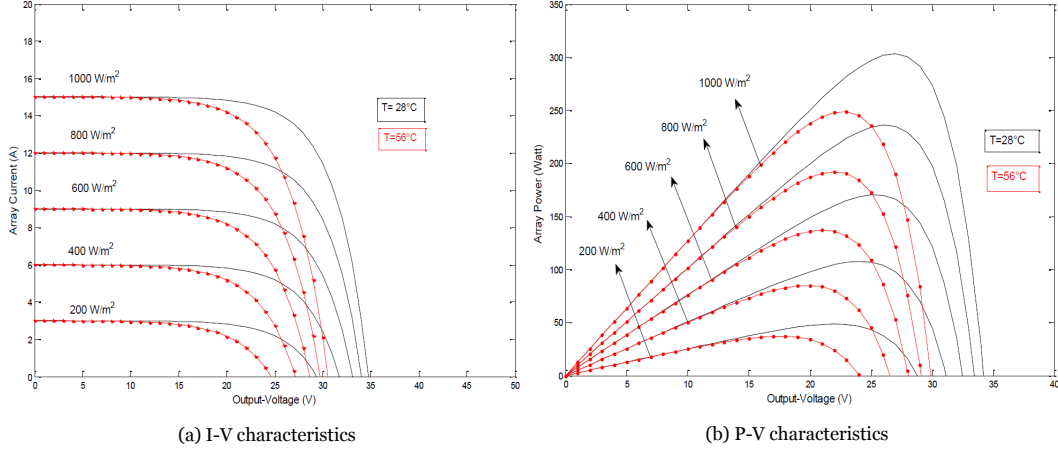 18
16
14
12
10
8
6
4
2
0
Array Current (A)
1000 W/m²
800 W/m²
600 W/m²
400 W/m²
200 W/m²
T= 28°C
T=56°C
0 5 10 15 20 25 30 35 40 45 50
Output-Voltage (V)
(a) I-V characteristics
350
300
250
200
150
100
50
0
Array Power (Watt)
1000 W/m²
800 W/m²
600 W/m²
400 W/m²
200 W/m²
T=28°C
T=56°C
0 5 10 15 20 25 30 35 40
Output-Voltage (V)
(b) P-V characteristics